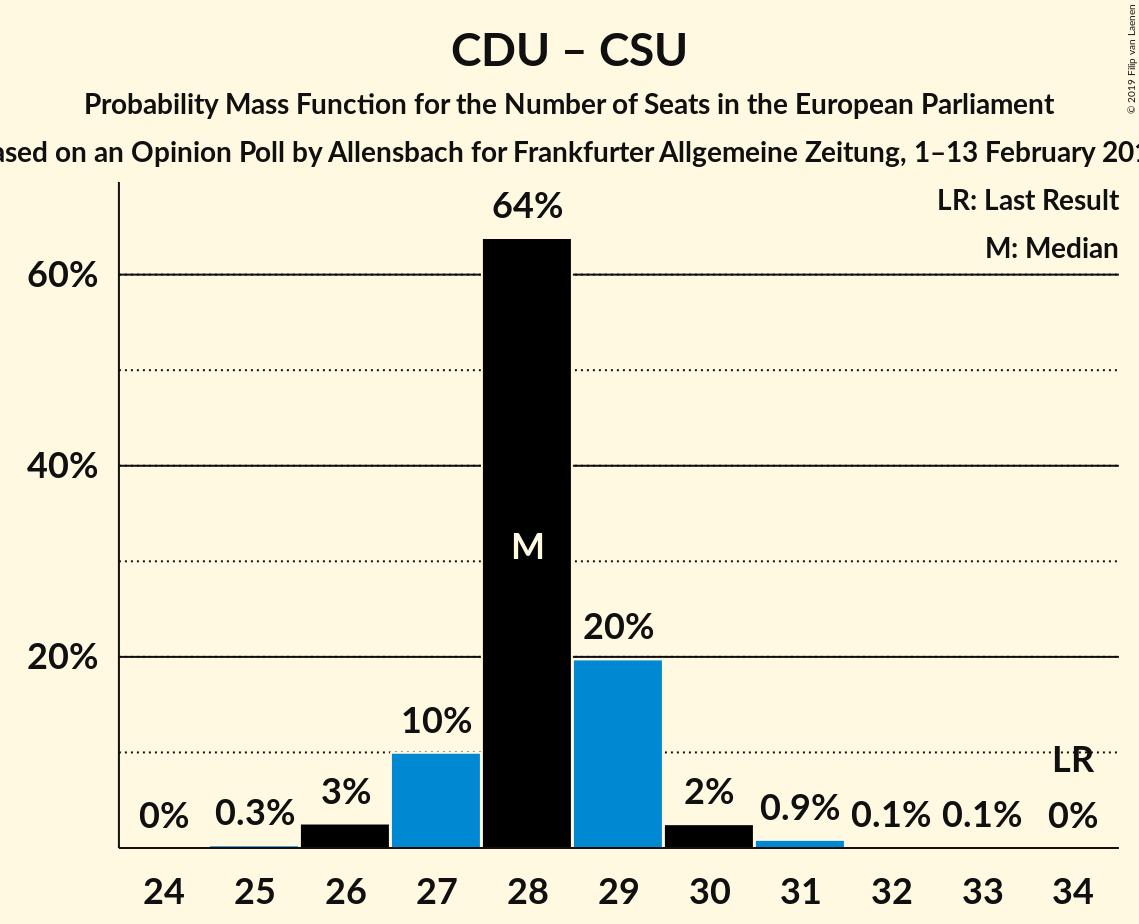 CDU – CSU
Probability Mass Function for the Number of Seats in the European Parliament
on an Opinion Poll by Allensbach for Frankfurter Allgemeine Zeitung, 1–13 February
© 2019 Filip van Laenen
LR: Last Result
M: Median
64%
60%
40%
M
20%
20%
10%
LR
0%
0.3%
3%
2%
0.9%
0.1%
0.1%
0%
24 25 26 27 28 29 30 31 32 33 34